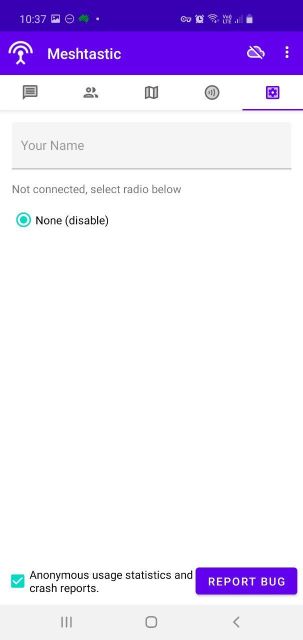 10:37
Meshtastic
Your Name
Not connected, select radio below
None (disable)
Anonymous usage statistics and
crash reports.
REPORT BUG